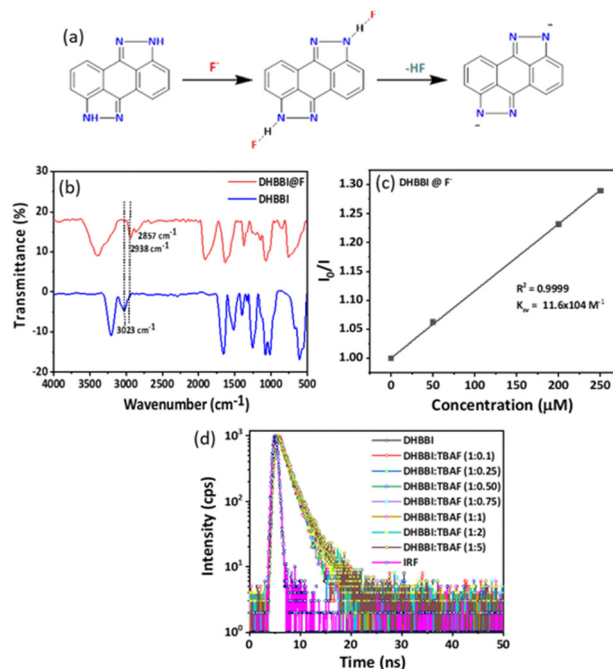 (a)
N NH
NH N
F-
F
H
N N
N N
H
F
-HF
N N
-
N N
-
(b)
DHBBI@F
DHBBI
2857 cm-1
2938 cm-1
3023 cm-1
Transmittance (%)
30
20
10
0
-10
-20
4000 3500 3000 2500 2000 1500 1000 500
Wavenumber (cm-1)
(c) DHBBI @ F-
I0/I
1.30
1.25
1.20
1.15
1.10
1.05
1.00
R2 = 0.9999
Ksv = 11.6x104 M-1
0 50 100 150 200 250
Concentration (μM)
(d)
DHBBI
DHBBI:TBAF (1:0.1)
DHBBI:TBAF (1:0.25)
DHBBI:TBAF (1:0.50)
DHBBI:TBAF (1:0.75)
DHBBI:TBAF (1:1)
DHBBI:TBAF (1:2)
DHBBI:TBAF (1:5)
IRF
Intensity (cps)
103
102
101
100
0 10 20 30 40 50
Time (ns)